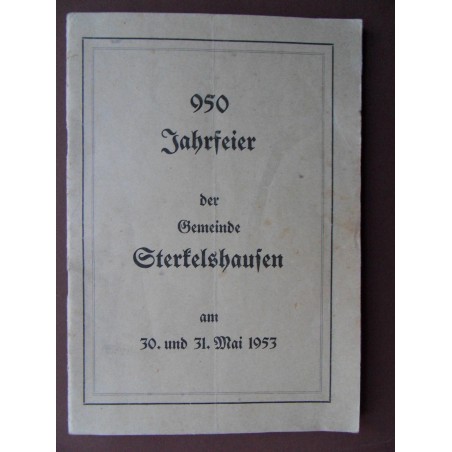 950
Jahrfeier
der
Gemeinde
Sterkelshausen
am
30. und 31. Mai 1953